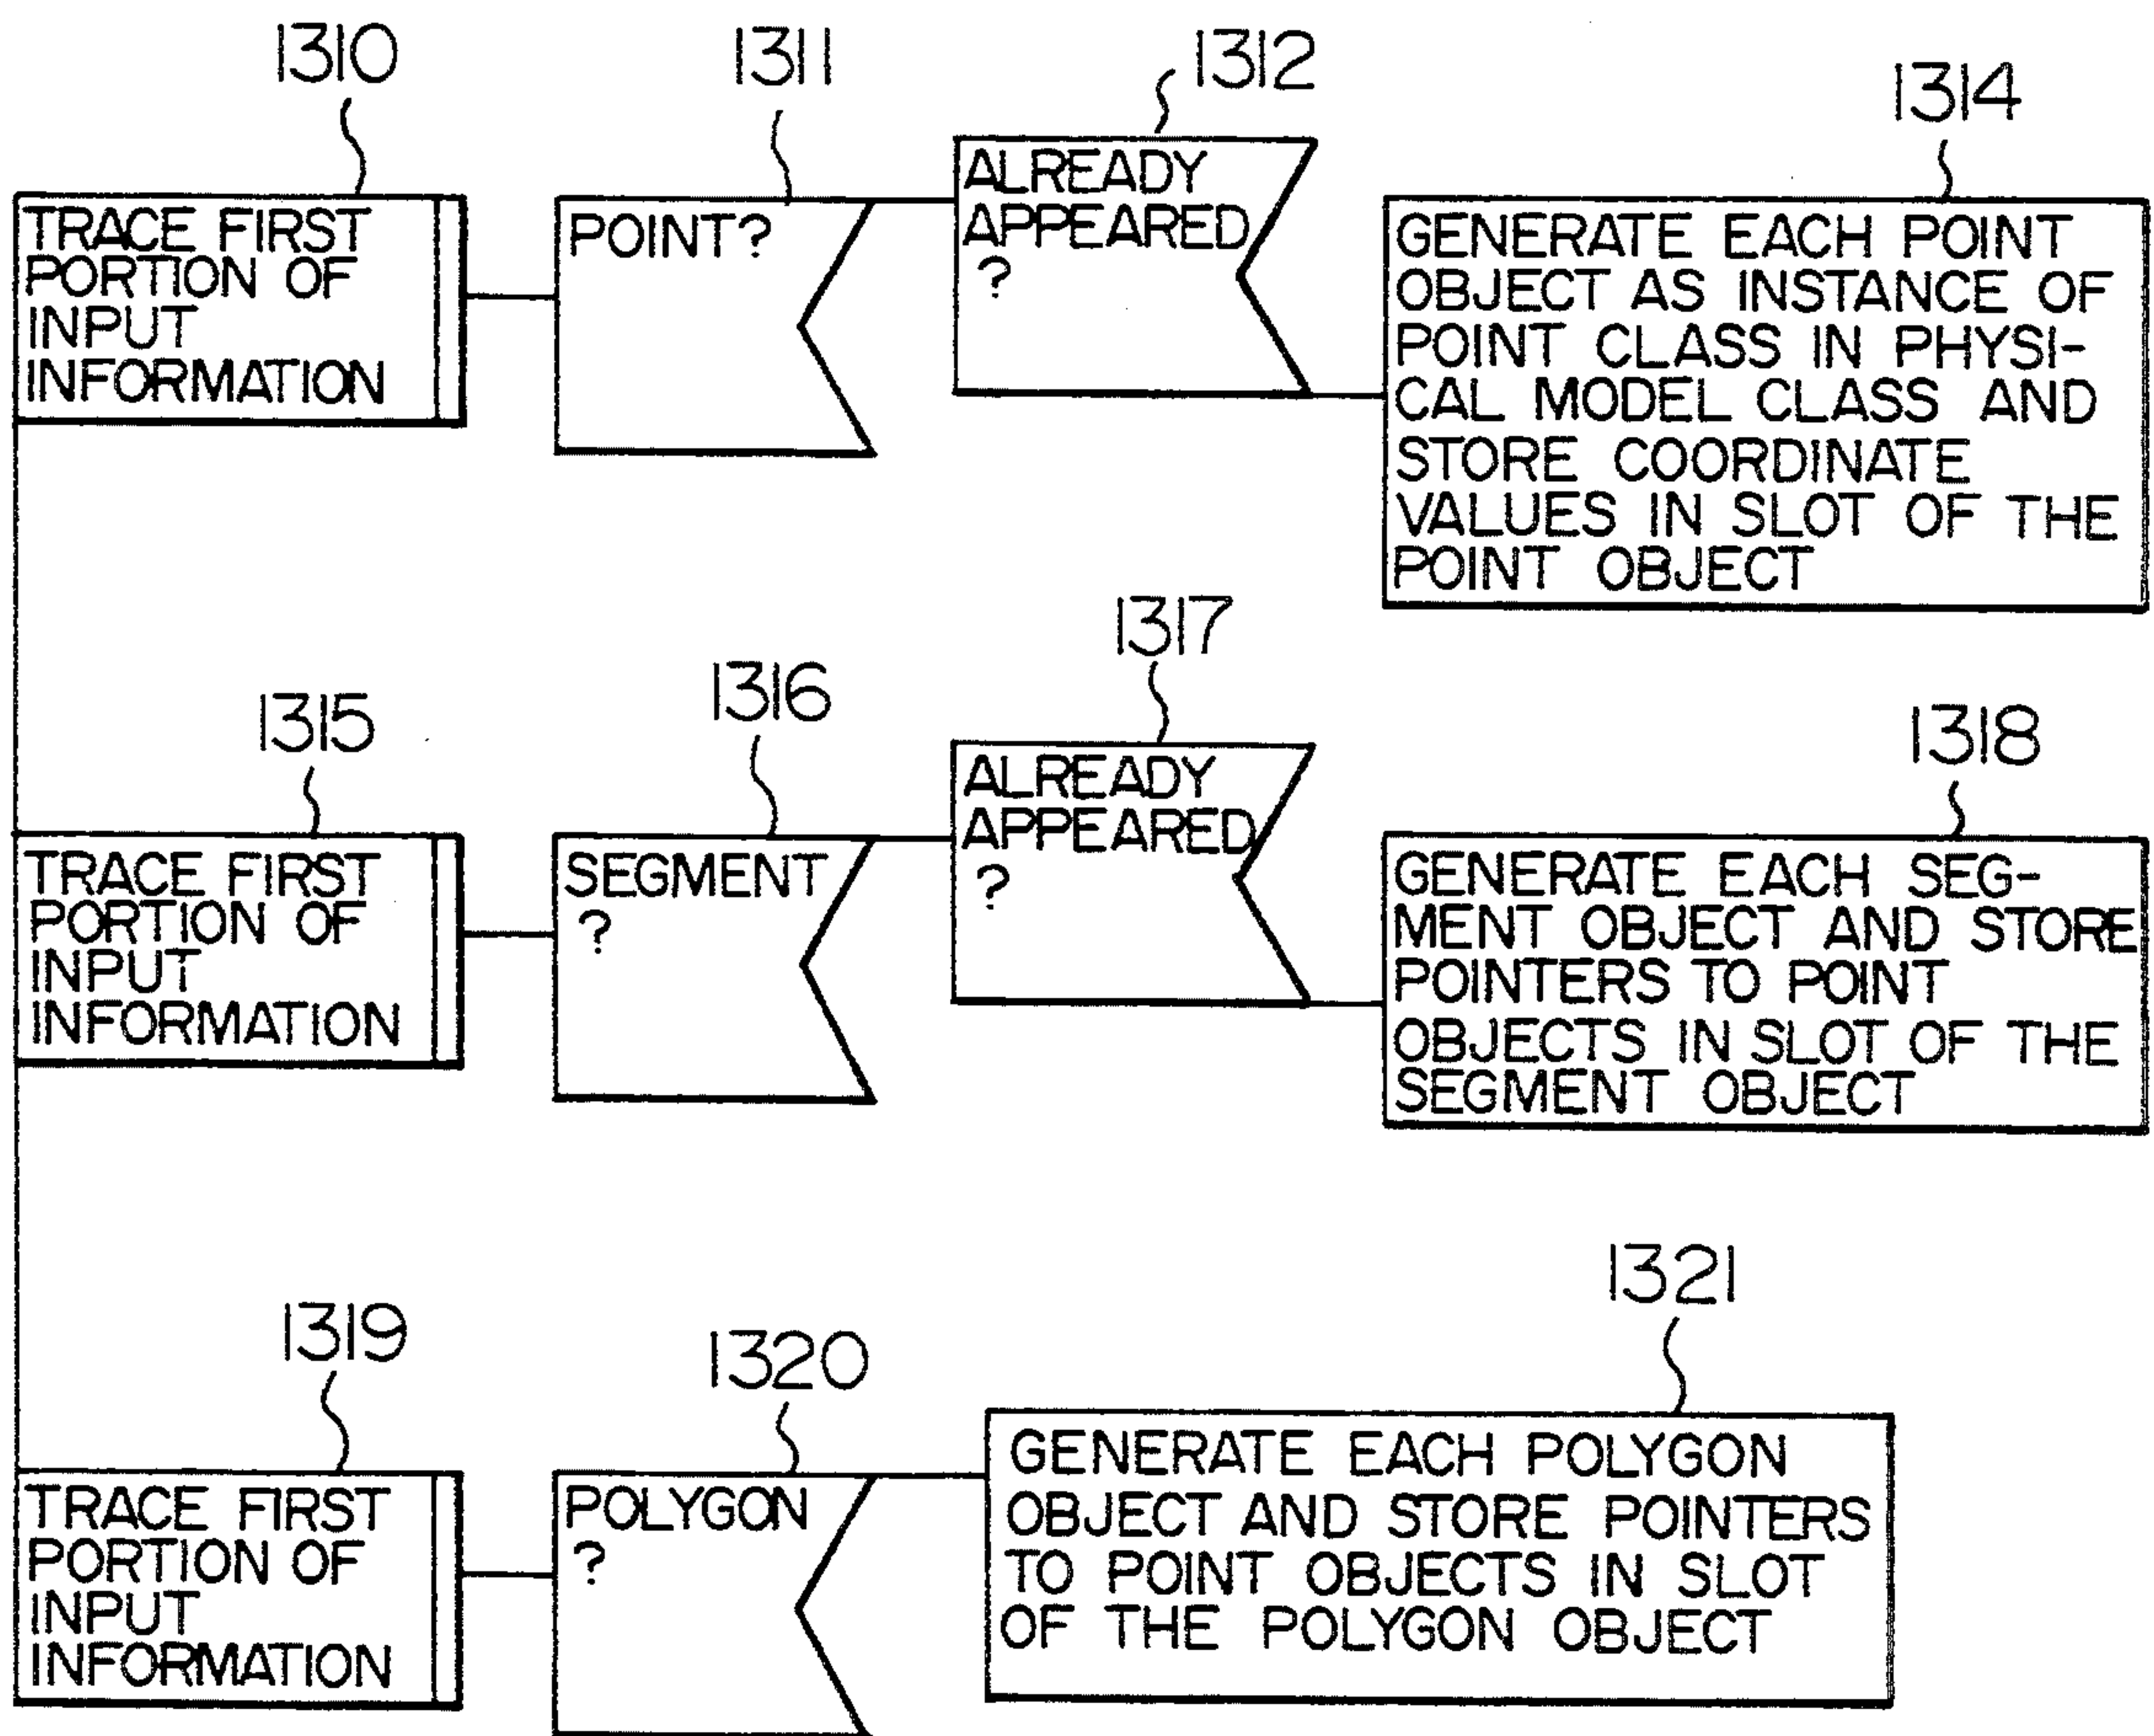 1310
1311
1312
1314
TRACE FIRST
PORTION OF
INPUT
INFORMATION
POINT?
ALREADY
APPEARED
?
GENERATE EACH POINT
OBJECT AS INSTANCE OF
POINT CLASS IN PHYSI-
CAL MODEL CLASS AND
STORE COORDINATE
VALUES IN SLOT OF THE
POINT OBJECT
1315
1316
1317
1318
TRACE FIRST
PORTION OF
INPUT
INFORMATION
SEGMENT
?
ALREADY
APPEARED
?
GENERATE EACH SEG-
MENT OBJECT AND STORE
POINTERS TO POINT
OBJECTS IN SLOT OF THE
SEGMENT OBJECT
1319
1320
1321
TRACE FIRST
PORTION OF
INPUT
INFORMATION
POLYGON
?
GENERATE EACH POLYGON
OBJECT AND STORE POINTERS
TO POINT OBJECTS IN SLOT
OF THE POLYGON OBJECT